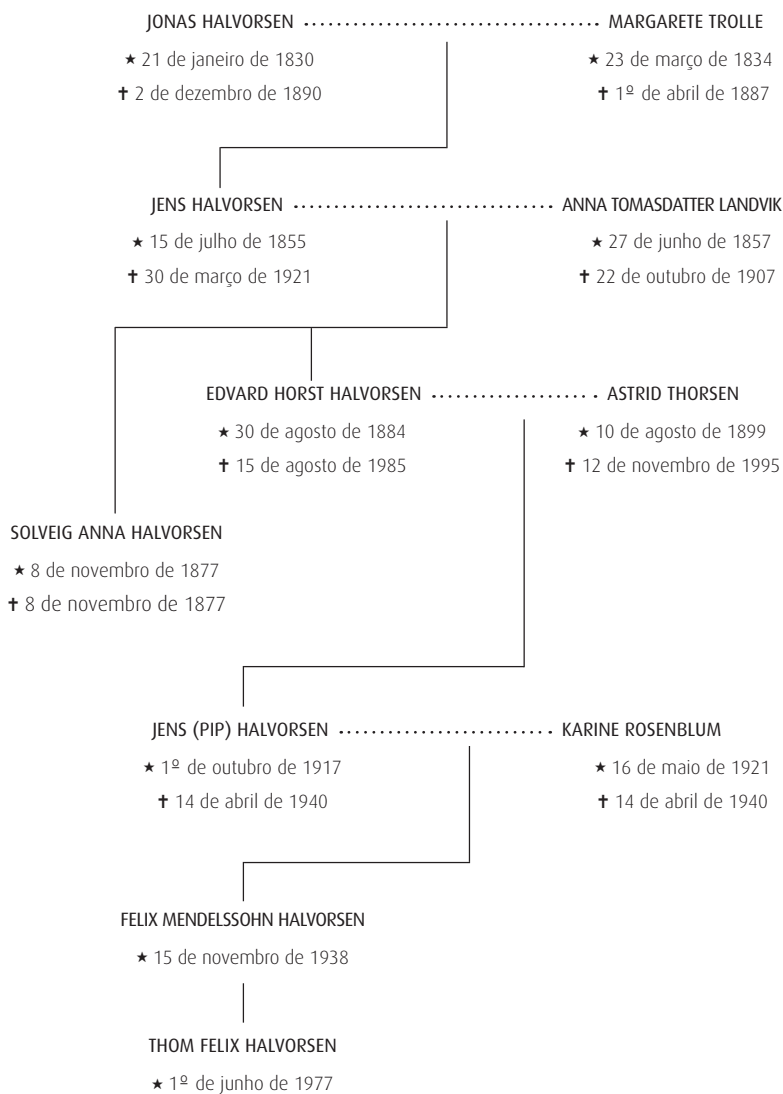 JONAS HALVORSEN ........................................ MARGARETE TROLLE
★ 21 de janeiro de 1830 ★ 23 de março de 1834
✝ 2 de dezembro de 1890 ✝ 1º de abril de 1887
JENS HALVORSEN ........................................ ANNA TOMASDATTER LANDVIK
★ 15 de julho de 1855 ★ 27 de junho de 1857
✝ 30 de março de 1921 ✝ 22 de outubro de 1907
EDVARD HORST HALVORSEN .................... ASTRID THORSEN
★ 30 de agosto de 1884 ★ 10 de agosto de 1899
✝ 15 de agosto de 1985 ✝ 12 de novembro de 1995
SOLVEIG ANNA HALVORSEN
★ 8 de novembro de 1877
✝ 8 de novembro de 1877
JENS (PIP) HALVORSEN .......................... KARINE ROSENBLUM
★ 1º de outubro de 1917 ★ 16 de maio de 1921
✝ 14 de abril de 1940 ✝ 14 de abril de 1940
FELIX MENDELSSOHN HALVORSEN
★ 15 de novembro de 1938
THOM FELIX HALVORSEN
★ 1º de junho de 1977